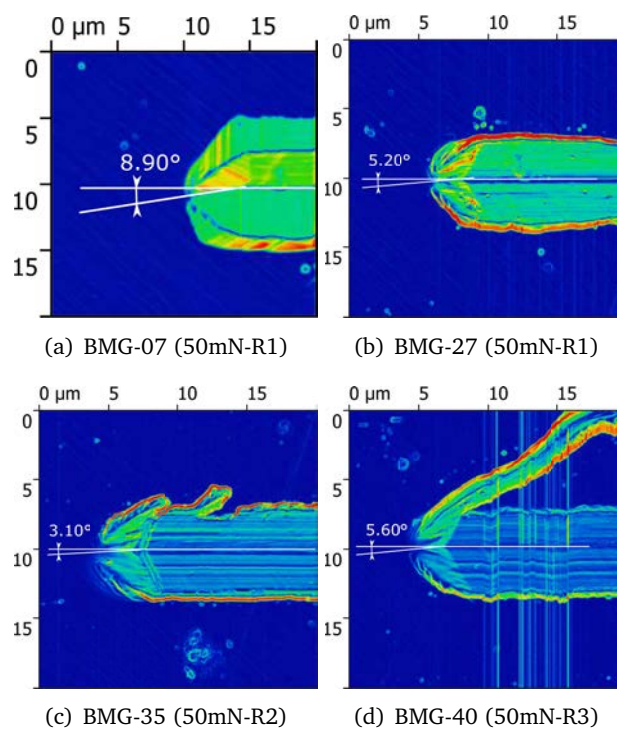 0 µm 5 10 15
0
5
10
15
8.90°
(a) BMG-07 (50mN-R1)
0 µm 5 10 15
0
5
10
15
5.20°
(b) BMG-27 (50mN-R1)
0 µm 5 10 15
0
5
10
15
3.10°
(c) BMG-35 (50mN-R2)
0 µm 5 10 15
0
5
10
15
5.60°
(d) BMG-40 (50mN-R3)